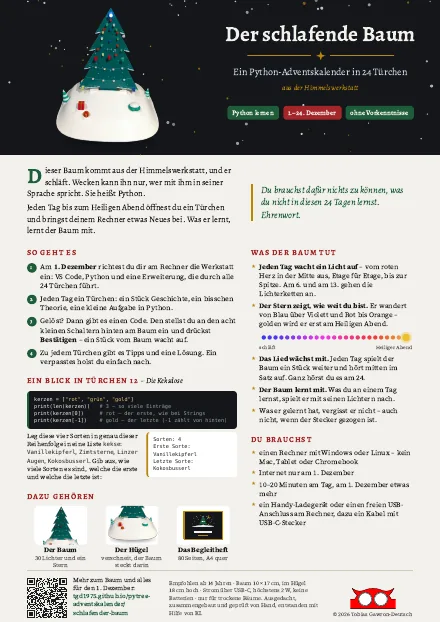 Der schlafende Baum
Ein Python-Adventskalender in 24 Türchen
aus der Himmelswerkstatt
Python lernen
1.–24. Dezember
ohne Vorkenntnisse
Dieser Baum kommt aus der Himmelswerkstatt, und er
schläft. Wecken kann ihn nur, wer mit ihm in seiner
Sprache spricht. Sie heißt Python.
Jeden Tag bis zum Heiligen Abend öffnest du ein Türchen
und bringst deinem Rechner etwas Neues bei. Was er lernt,
lernt der Baum mit.
Du brauchst dafür nichts zu können, was
du nicht in diesen 24 Tagen lernst.
Ehrenwort.
SO GEHT ES
1 Am 1. Dezember richtest du dir am Rechner die Werkstatt
ein: VS Code, Python und eine Erweiterung, die durch alle
24 Türchen führt.
2 Jeden Tag ein Türchen: ein Stück Geschichte, ein bisschen
Theorie, eine kleine Aufgabe in Python.
3 Gelöst? Dann gibt es einen Code. Den stellst du an den acht
kleinen Schaltern hinten am Baum ein und drückst
Bestätigen – ein Stück vom Baum wacht auf.
4 Zu jedem Türchen gibt es Tipps und eine Lösung. Ein
verpasstes holst du einfach nach.
EIN BLICK IN TÜRCHEN 12 – Die Keksdose
kerzen = ["rot", "grün", "gold"]
print(len(kerzen)) # 3 – so viele Einträge
print(kerzen[0]) # rot – der erste, wie bei Strings
print(kerzen[-1]) # gold – der letzte (-1 zählt von hinten)
Leg diese vier Sorten in genau dieser
Reihenfolge in eine Liste kekse:
Vanillekipferl, Zimtsterne, Linzer
Augen, Kokosbusserl. Gib aus, wie
viele Sorten es sind, welche die erste
und welche die letzte ist:
Sorten: 4
Erste Sorte:
Vanillekipferl
Letzte Sorte:
Kokosbusserl
DAZU GEHÖREN
Der Baum
30 Lichter und ein
Stern
Der Hügel
verschneit, der Baum
steckt darin
Das Begleitheft
80 Seiten, A4 quer
WAS DER BAUM TUT
Jeden Tag wacht ein Licht auf – vom roten
Herz in der Mitte aus, Etage für Etage, bis zur
Spitze. Am 6. und am 13. gehen die
Lichterketten an.
Der Stern zeigt, wie weit du bist. Er wandert
von Blau über Violett und Rot bis Orange –
golden wird er erst am Heiligen Abend.
schläft
Heiliger Abend
Das Lied wächst mit. Jeden Tag spielt der
Baum ein Stück weiter und hört mitten im
Satz auf. Ganz hörst du es am 24.
Der Baum lernt mit. Was du an einem Tag
lernst, spielt er mit seinen Lichtern nach.
Was er gelernt hat, vergisst er nicht – auch
nicht, wenn der Stecker gezogen ist.
DU BRAUCHST
einen Rechner mit Windows oder Linux – kein
Mac, Tablet oder Chromebook
Internet nur am 1. Dezember
10–20 Minuten am Tag, am 1. Dezember etwas
mehr
ein Handy-Ladegerät oder einen freien USB-
Anschluss am Rechner, dazu ein Kabel mit
USB-C-Stecker
Mehr zum Baum und alles
für den 1. Dezember:
tgd1975.github.io/pytree-
adventskalender/
schlafender-baum
Empfohlen ab 14 Jahren · Baum 10 × 17 cm, im Hügel
18 cm hoch · Strom über USB-C, höchstens 2 W, keine
Batterien · nur für trockene Räume. Ausgedacht,
zusammengebaut und geprüft von Hand, entstanden mit
Hilfe von KI.